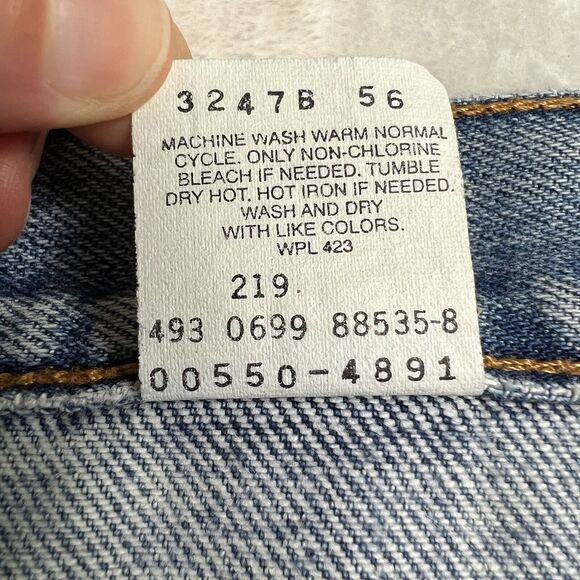 3247B 56
MACHINE WASH WARM NORMAL
CYCLE. ONLY NON-CHLORINE
BLEACH IF NEEDED. TUMBLE
DRY HOT. HOT IRON IF NEEDED.
WASH AND DRY
WITH LIKE COLORS.
WPL 423
219.
493 0699 88535-8
00550-4891